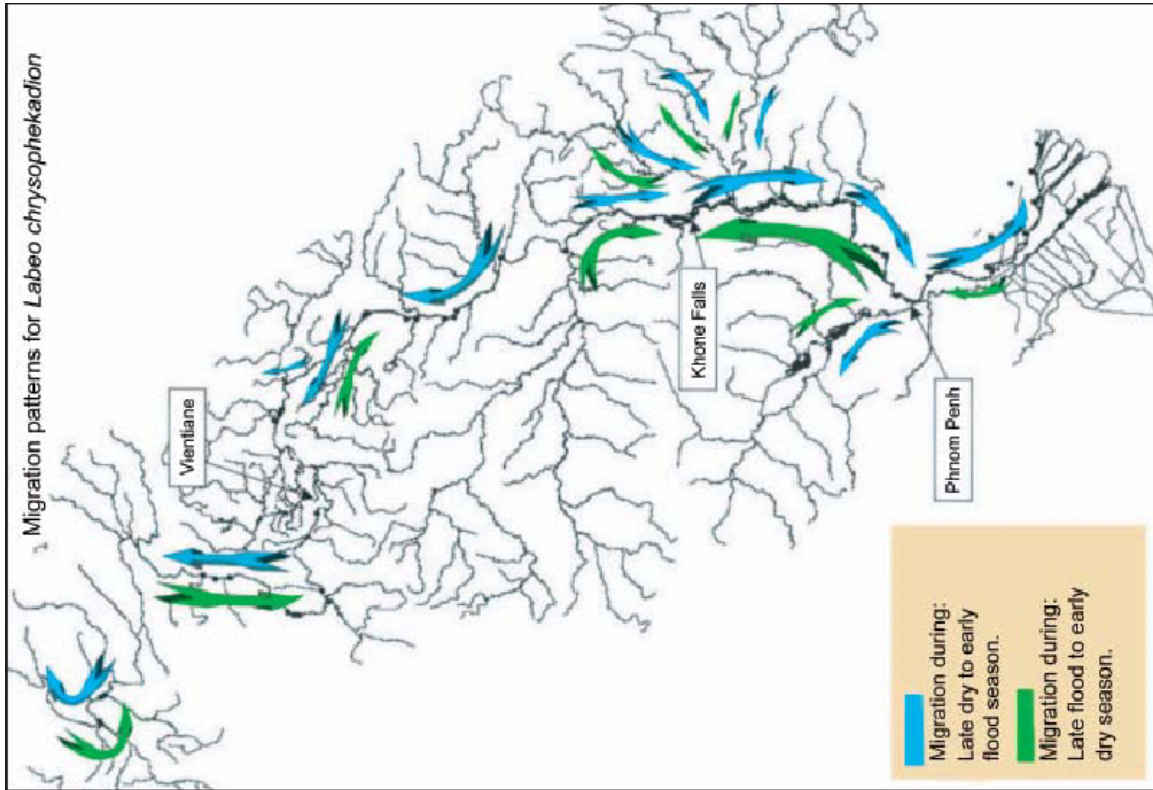 Migration patterns for Labeo chrysophekadion
Vientiane
Khone Falls
Phnom Penh
Migration during:
Late dry to early
flood season.
Migration during:
Late flood to early
dry season.